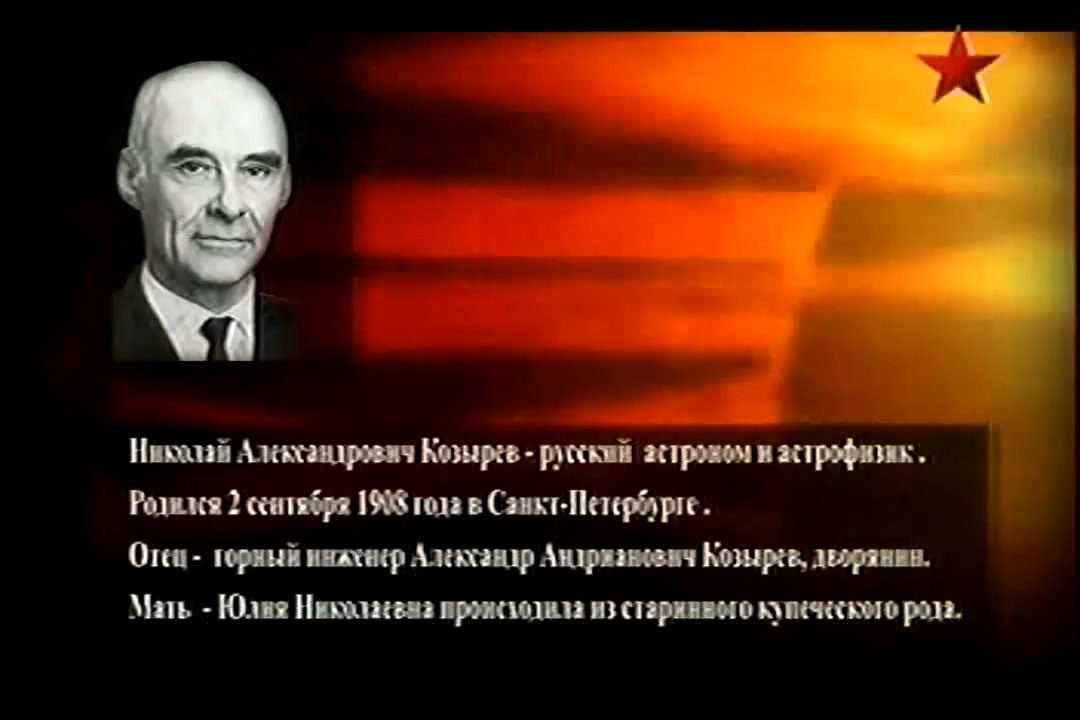 Николай Александрович Козырев - русский астроном и астрофизик .
Родился 2 сентября 1908 года в Санкт-Петербурге .
Отец - горный инженер Александр Андрианович Козырев, дворянин.
Мать - Юлия Николаевна происходила из старинного купеческого рода.